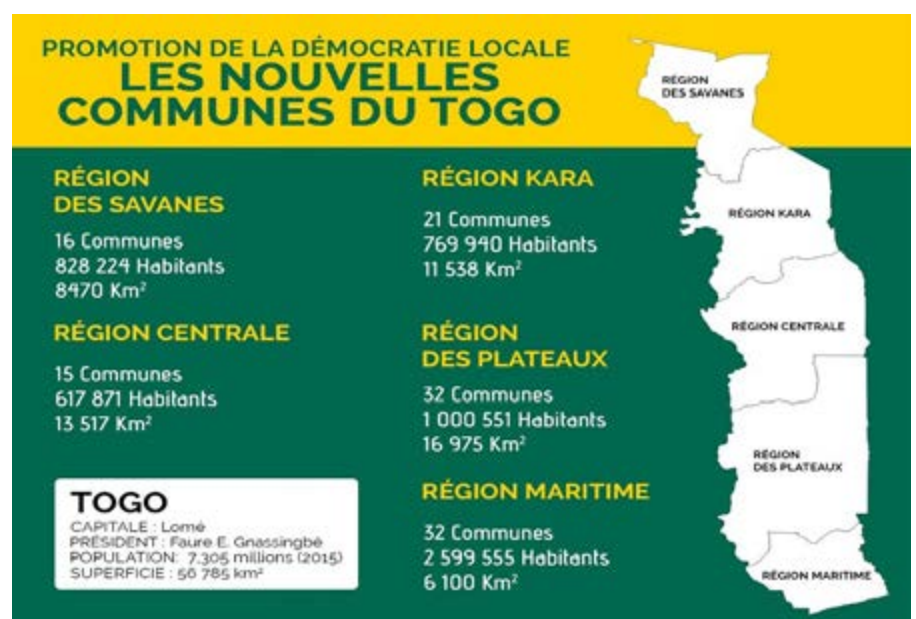 PROMOTION DE LA DÉMOCRATIE LOCALE
LES NOUVELLES
COMMUNES DU TOGO
RÉGION
DES SAVANES
16 Communes
828 224 Habitants
8470 Km²
RÉGION CENTRALE
15 Communes
617 871 Habitants
13 517 Km²
RÉGION KARA
21 Communes
769 940 Habitants
11 538 Km²
RÉGION
DES PLATEAUX
32 Communes
1 000 551 Habitants
16 975 Km²
RÉGION MARITIME
32 Communes
2 599 555 Habitants
6 100 Km²
TOGO
CAPITALE : Lomé
PRÉSIDENT : Faure E. Gnassingbé
POPULATION: 7,305 millions (2015)
SUPERFICIE : 56 785 km²
RÉGION
DES SAVANES
RÉGION KARA
RÉGION CENTRALE
RÉGION
DES PLATEAUX
RÉGION MARITIME